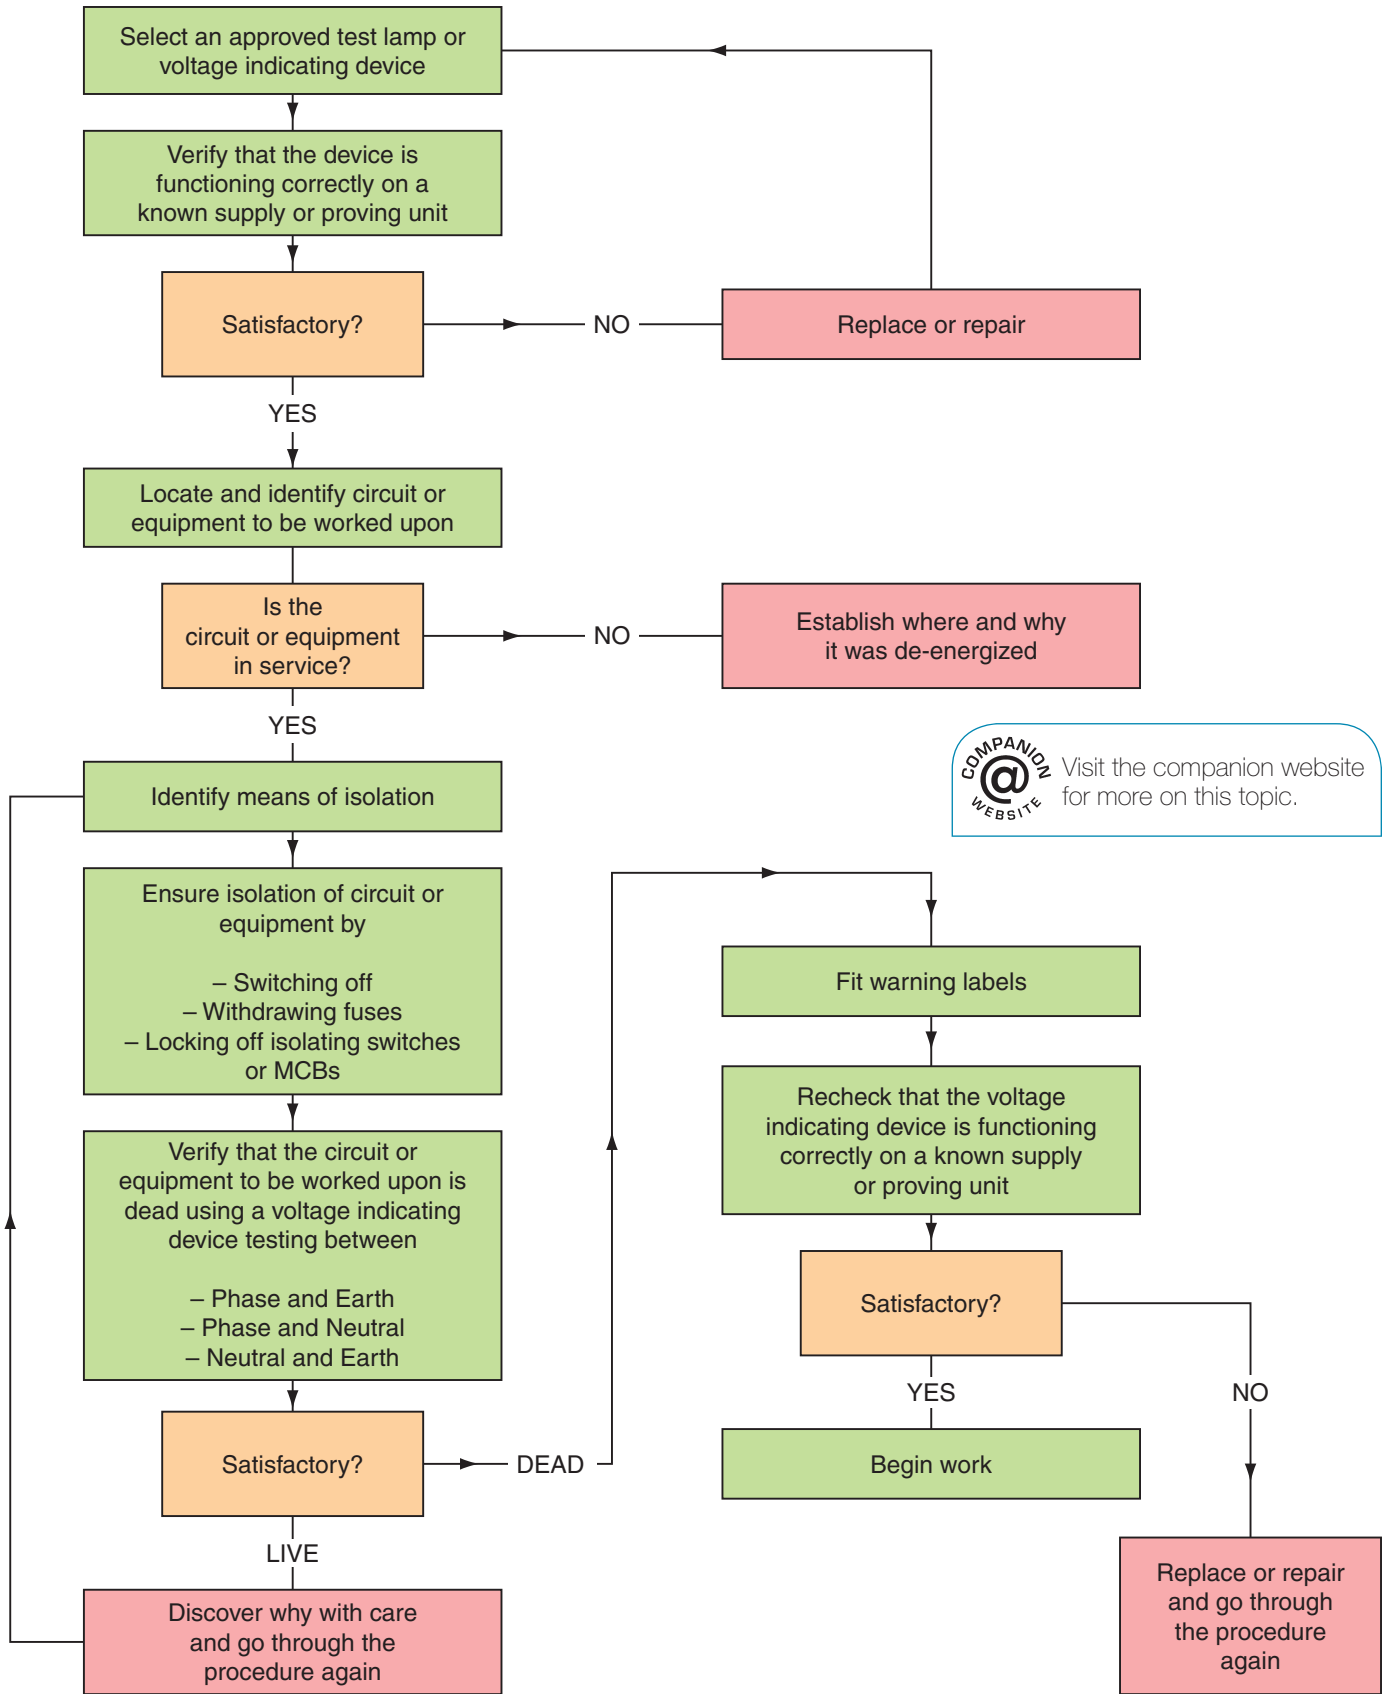 Select an approved test lamp or
voltage indicating device
Verify that the device is
functioning correctly on a
known supply or proving unit
Satisfactory?
NO
Replace or repair
YES
Locate and identify circuit or
equipment to be worked upon
Is the
circuit or equipment
in service?
NO
Establish where and why
it was de-energized
YES
COMPANION
@
WEBSITE
Visit the companion website
for more on this topic.
Identify means of isolation
Ensure isolation of circuit or
equipment by
– Switching off
– Withdrawing fuses
– Locking off isolating switches
or MCBs
Verify that the circuit or
equipment to be worked upon is
dead using a voltage indicating
device testing between
– Phase and Earth
– Phase and Neutral
– Neutral and Earth
Satisfactory?
DEAD
LIVE
Discover why with care
and go through the
procedure again
Fit warning labels
Recheck that the voltage
indicating device is functioning
correctly on a known supply
or proving unit
Satisfactory?
YES
NO
Begin work
Replace or repair
and go through
the procedure
again